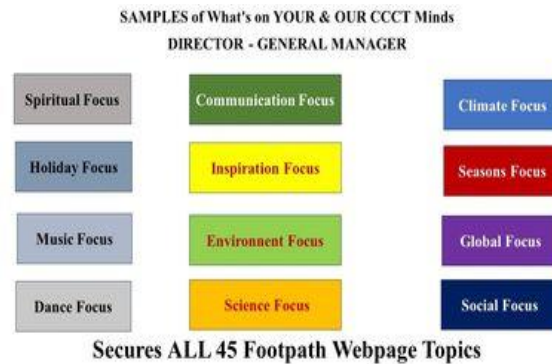 SAMPLES of What's on YOUR & OUR CCCT Minds
DIRECTOR - GENERAL MANAGER
Spiritual Focus
Communication Focus
Climate Focus
Holiday Focus
Inspiration Focus
Seasons Focus
Music Focus
Environment Focus
Global Focus
Dance Focus
Science Focus
Social Focus
Secures ALL 45 Footpath Webpage Topics